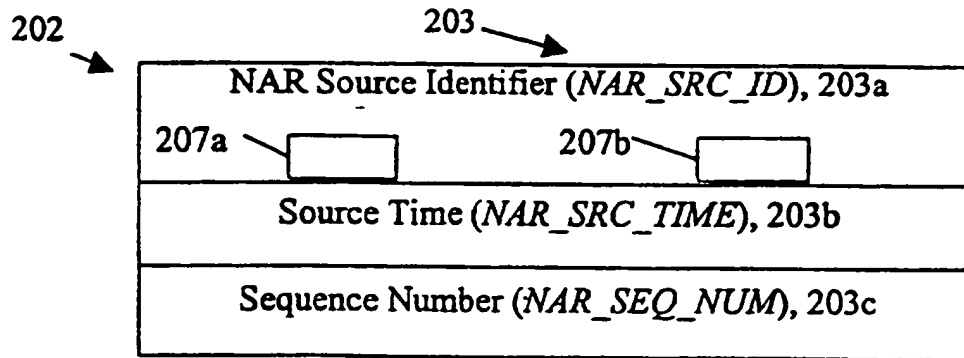 202
203
NAR Source Identifier (NAR_SRC_ID), 203a
207a
207b
Source Time (NAR_SRC_TIME), 203b
Sequence Number (NAR_SEQ_NUM), 203c